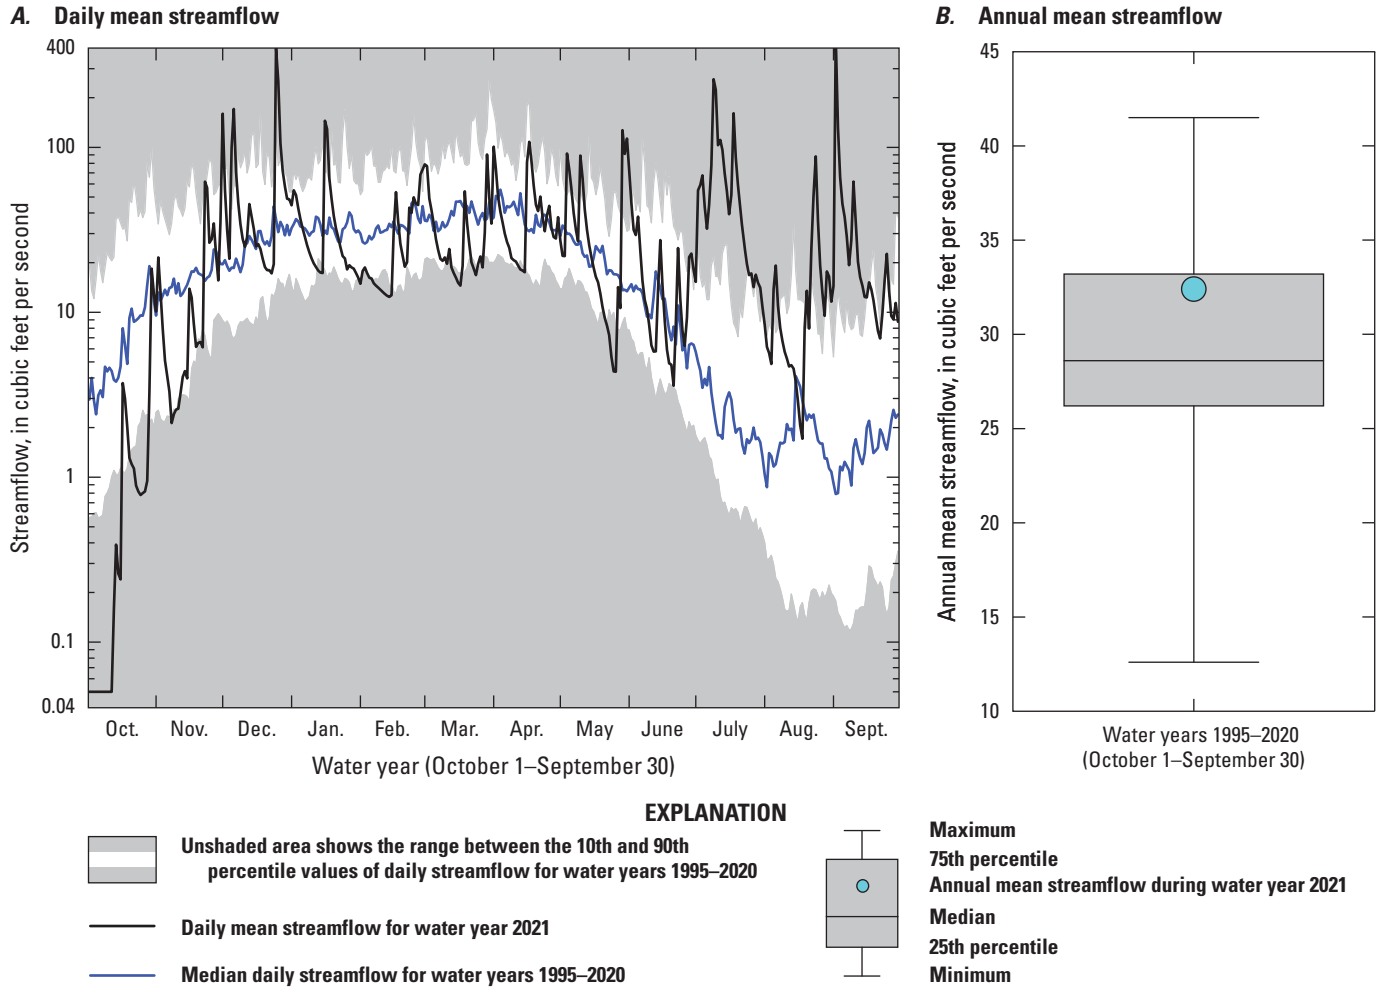 A. Daily mean streamflow
400
100
10
1
0.1
0.04
Streamflow, in cubic feet per second
Oct. Nov. Dec. Jan. Feb. Mar. Apr. May June July Aug. Sept.
Water year (October 1–September 30)
B. Annual mean streamflow
45
40
35
30
25
20
15
10
Annual mean streamflow, in cubic feet per second
Water years 1995–2020
(October 1–September 30)
EXPLANATION
Unshaded area shows the range between the 10th and 90th
percentile values of daily streamflow for water years 1995–2020
Daily mean streamflow for water year 2021
Median daily streamflow for water years 1995–2020
Maximum
75th percentile
Annual mean streamflow during water year 2021
Median
25th percentile
Minimum